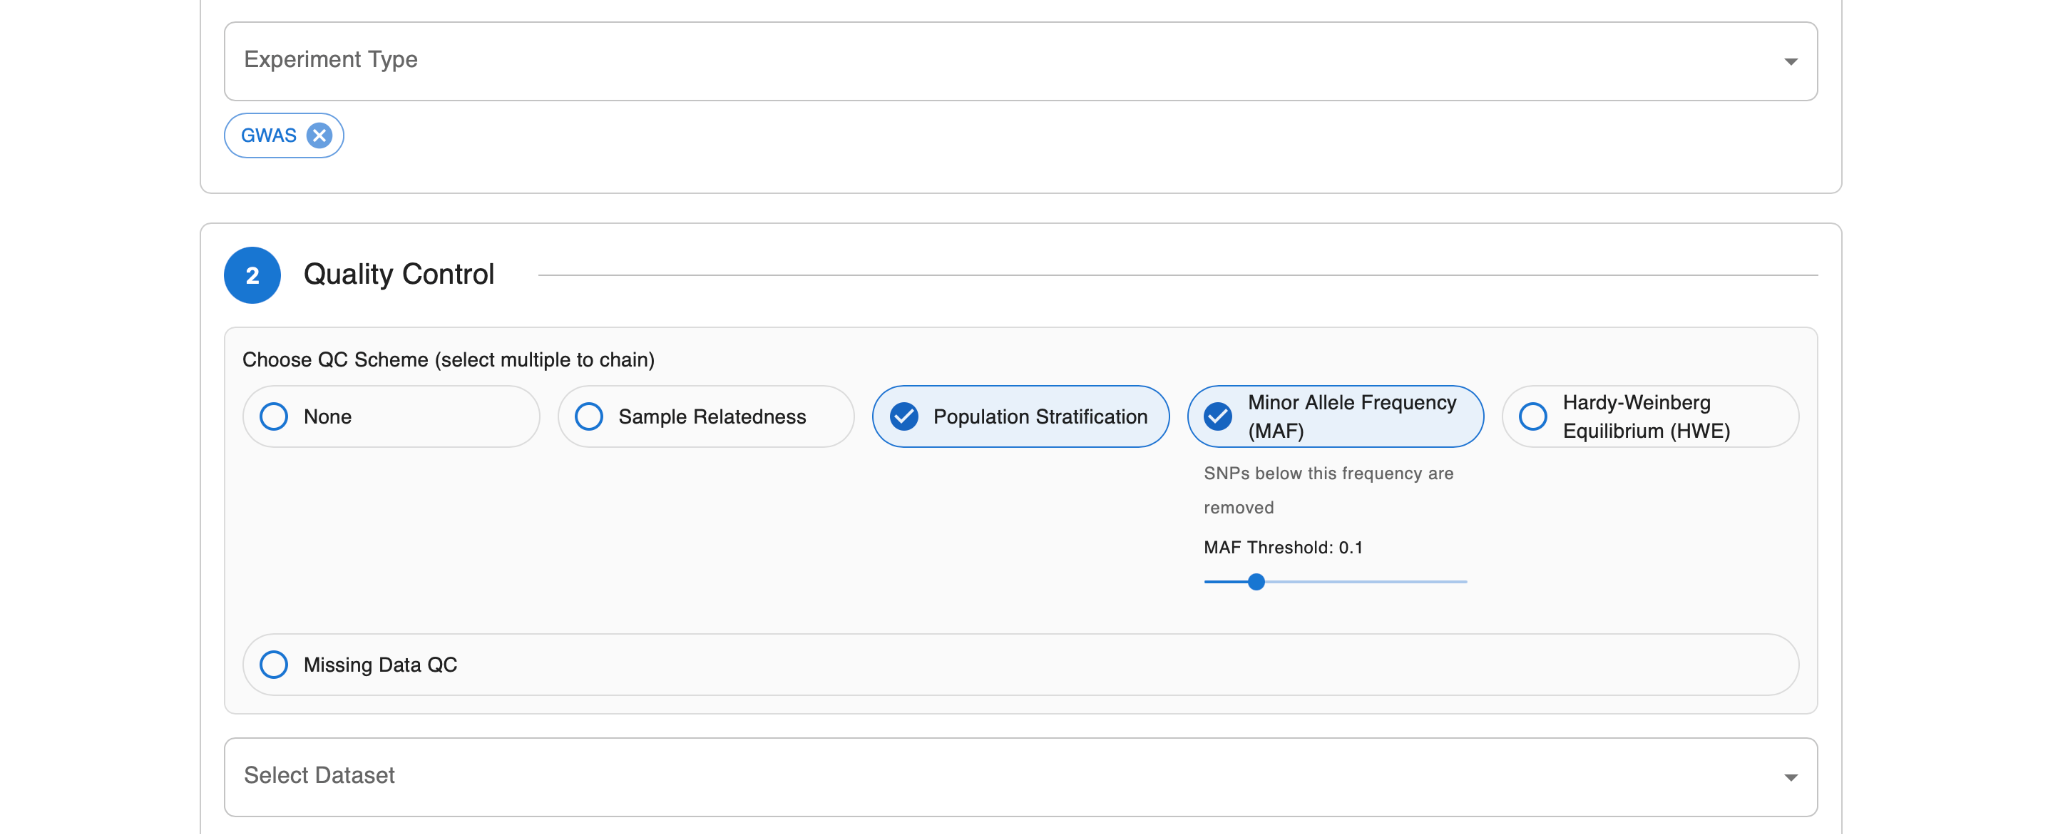 Experiment Type
GWAS
2
Quality Control
Choose QC Scheme (select multiple to chain)
None
Sample Relatedness
Population Stratification
Minor Allele Frequency
(MAF)
Hardy-Weinberg
Equilibrium (HWE)
SNPs below this frequency are
removed
MAF Threshold: 0.1
Missing Data QC
Select Dataset